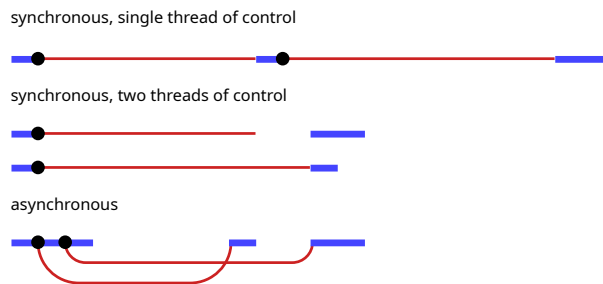 synchronous, single thread of control
synchronous, two threads of control
asynchronous